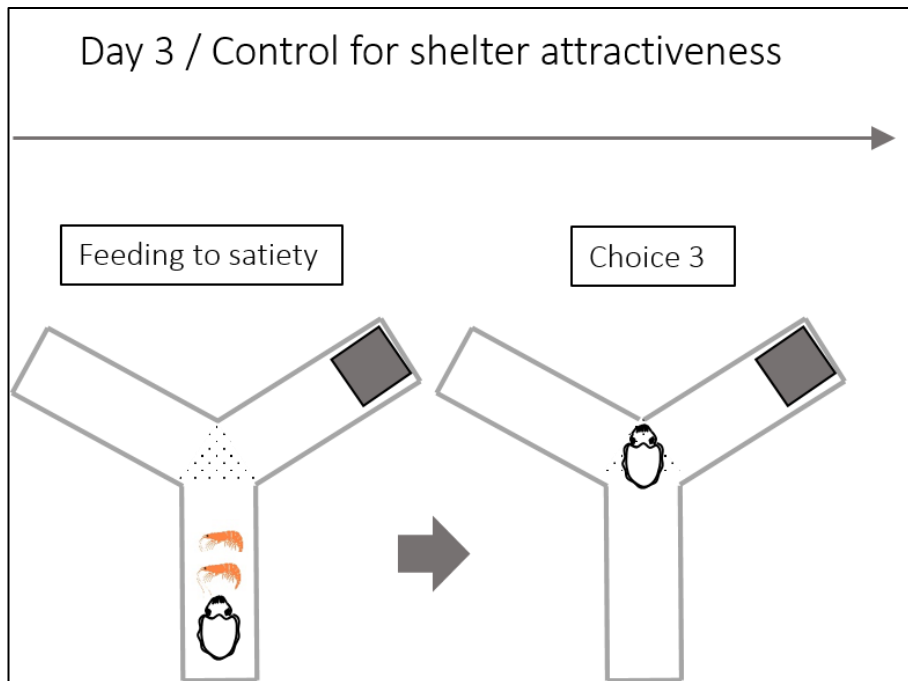 Day 3 / Control for shelter attractiveness
Feeding to satiety
Choice 3